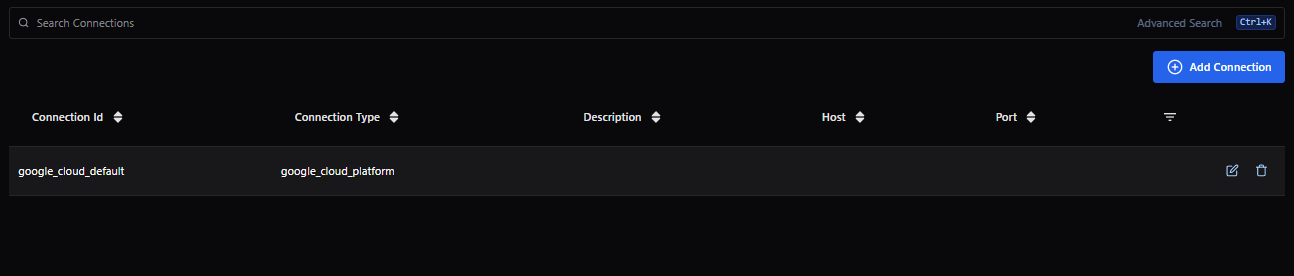 Search Connections Advanced Search Ctrl+K
Add Connection
Connection Id Connection Type Description Host Port
google_cloud_default google_cloud_platform